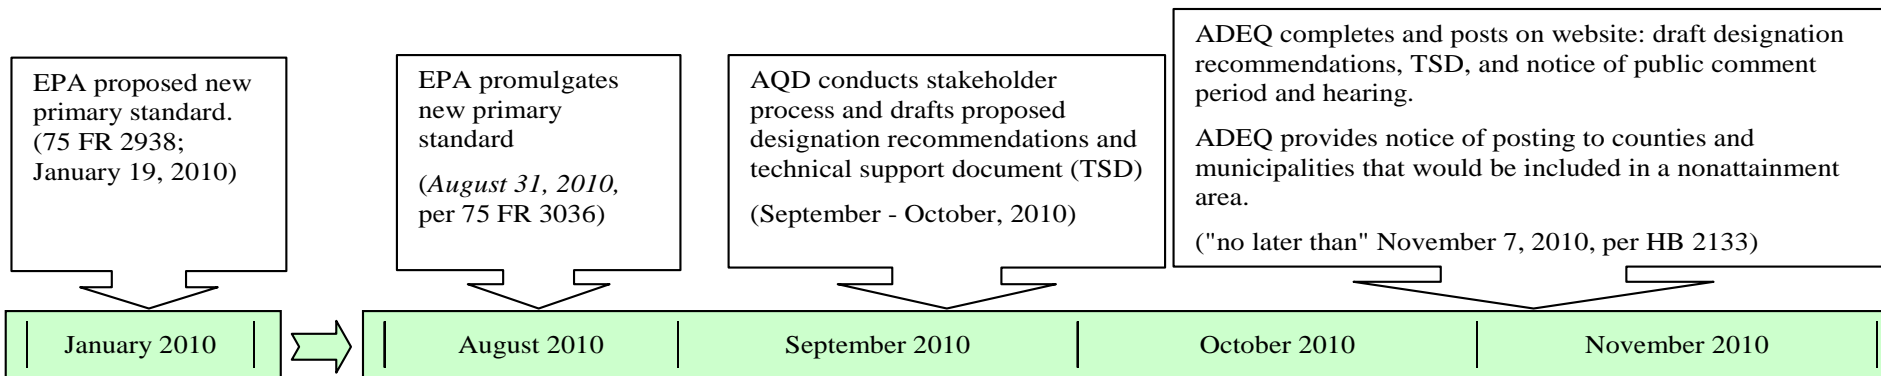 EPA proposed new
primary standard.
(75 FR 2938;
January 19, 2010)
EPA promulgates
new primary
standard
(August 31, 2010,
per 75 FR 3036)
AQD conducts stakeholder
process and drafts proposed
designation recommendations and
technical support document (TSD)
(September - October, 2010)
ADEQ completes and posts on website: draft designation
recommendations, TSD, and notice of public comment
period and hearing.
ADEQ provides notice of posting to counties and
municipalities that would be included in a nonattainment
area.
("no later than" November 7, 2010, per HB 2133)
January 2010
August 2010
September 2010
October 2010
November 2010